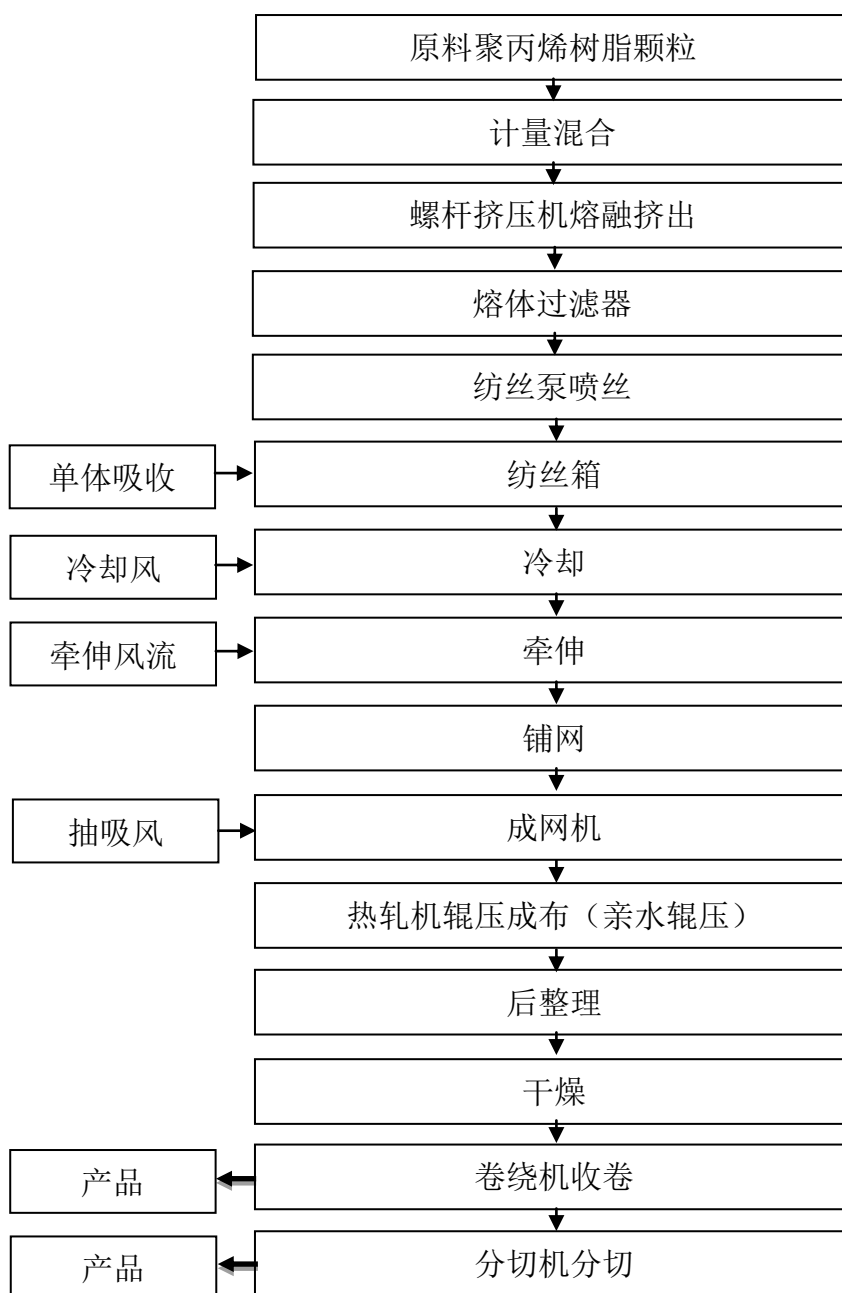 原料聚丙烯树脂颗粒
计量混合
螺杆挤压机熔融挤出
熔体过滤器
纺丝泵喷丝
单体吸收
纺丝箱
冷却风
冷却
牵伸风流
牵伸
铺网
抽吸风
成网机
热轧机辊压成布（亲水辊压）
后整理
干燥
产品
卷绕机收卷
产品
分切机分切